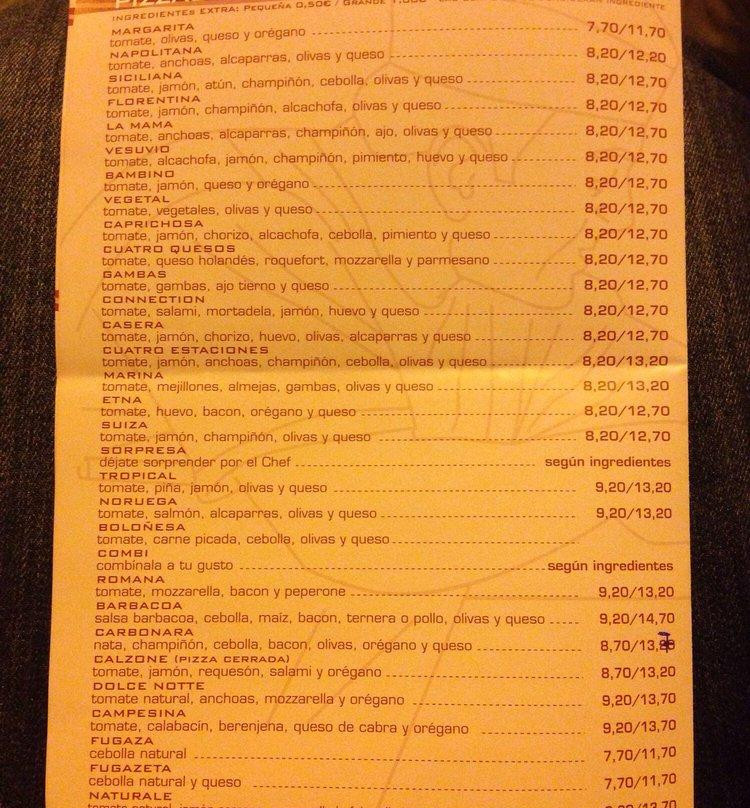 PIZZAS
INGREDIENTES EXTRA: PEQUEÑA 0,50€ / GRANDE INGREDIENTE
MARGARITA
tomate, olivas, queso y orégano 7,70/11,70
NAPOLITANA
tomate, anchoas, alcaparras, olivas y queso 8,20/12,20
SICILIANA
tomate, jamón, atún, champiñón, cebolla, olivas y queso 8,20/12,70
FLORENTINA
tomate, jamón, champiñón, alcachofa, olivas y queso 8,20/12,70
LA MAMA
tomate, anchoas, alcaparras, champiñón, ajo, olivas y queso 8,20/12,70
VESUVIO
tomate, alcachofa, jamón, champiñón, pimiento, huevo y queso 8,20/12,70
BAMBINO
tomate, jamón, queso y orégano 8,20/12,70
VEGETAL
tomate, vegetales, olivas y queso 8,20/12,70
CAPRICHOSA
tomate, jamón, chorizo, alcachofa, cebolla, pimiento y queso 8,20/12,70
CUATRO QUESOS
tomate, queso holandés, roquefort, mozzarella y parmesano 8,20/12,70
GAMBAS
tomate, gambas, ajo tierno y queso 8,20/12,70
CONNECTION
tomate, salami, mortadela, jamón, huevo y queso 8,20/12,70
CASERA
tomate, jamón, chorizo, huevo, olivas, alcaparras y queso 8,20/12,70
CUATRO ESTACIONES
tomate, jamón, anchoas, champiñón, cebolla, olivas y queso 8,20/13,20
MARINA
tomate, mejillones, almejas, gambas, olivas y queso 8,20/13,20
ETNA
tomate, huevo, bacon, orégano y queso 8,20/12,70
SUIZA
tomate, jamón, champiñón, olivas y queso 8,20/12,70
SORPRESA
déjate sorprender por el Chef según ingredientes
TROPICAL
tomate, piña, jamón, olivas y queso 9,20/13,20
NORUEGA
tomate, salmón, alcaparras, olivas y queso 9,20/13,20
BOLOÑESA
tomate, carne picada, cebolla, olivas y queso
COMBI
combínala a tu gusto según ingredientes
ROMANA
tomate, mozzarella, bacon y peperone 9,20/13,20
BARBACOA
salsa barbacoa, cebolla, maíz, bacon, ternera o pollo, olivas y queso 9,20/14,70
CARBONARA
nata, champiñón, cebolla, bacon, olivas, orégano y queso 8,70/13,20
CALZONE (PIZZA CERRADA)
tomate, jamón, requesón, salami y orégano 8,70/13,20
DOLCE NOTTE
tomate natural, anchoas, mozzarella y orégano 9,20/13,70
CAMPESINA
tomate, calabacín, berenjena, queso de cabra y orégano 9,20/13,70
FUGAZA
cebolla natural 7,70/11,70
FUGAZETA
cebolla natural y queso 7,70/11,70
NATURALE
tomate natural, jamón